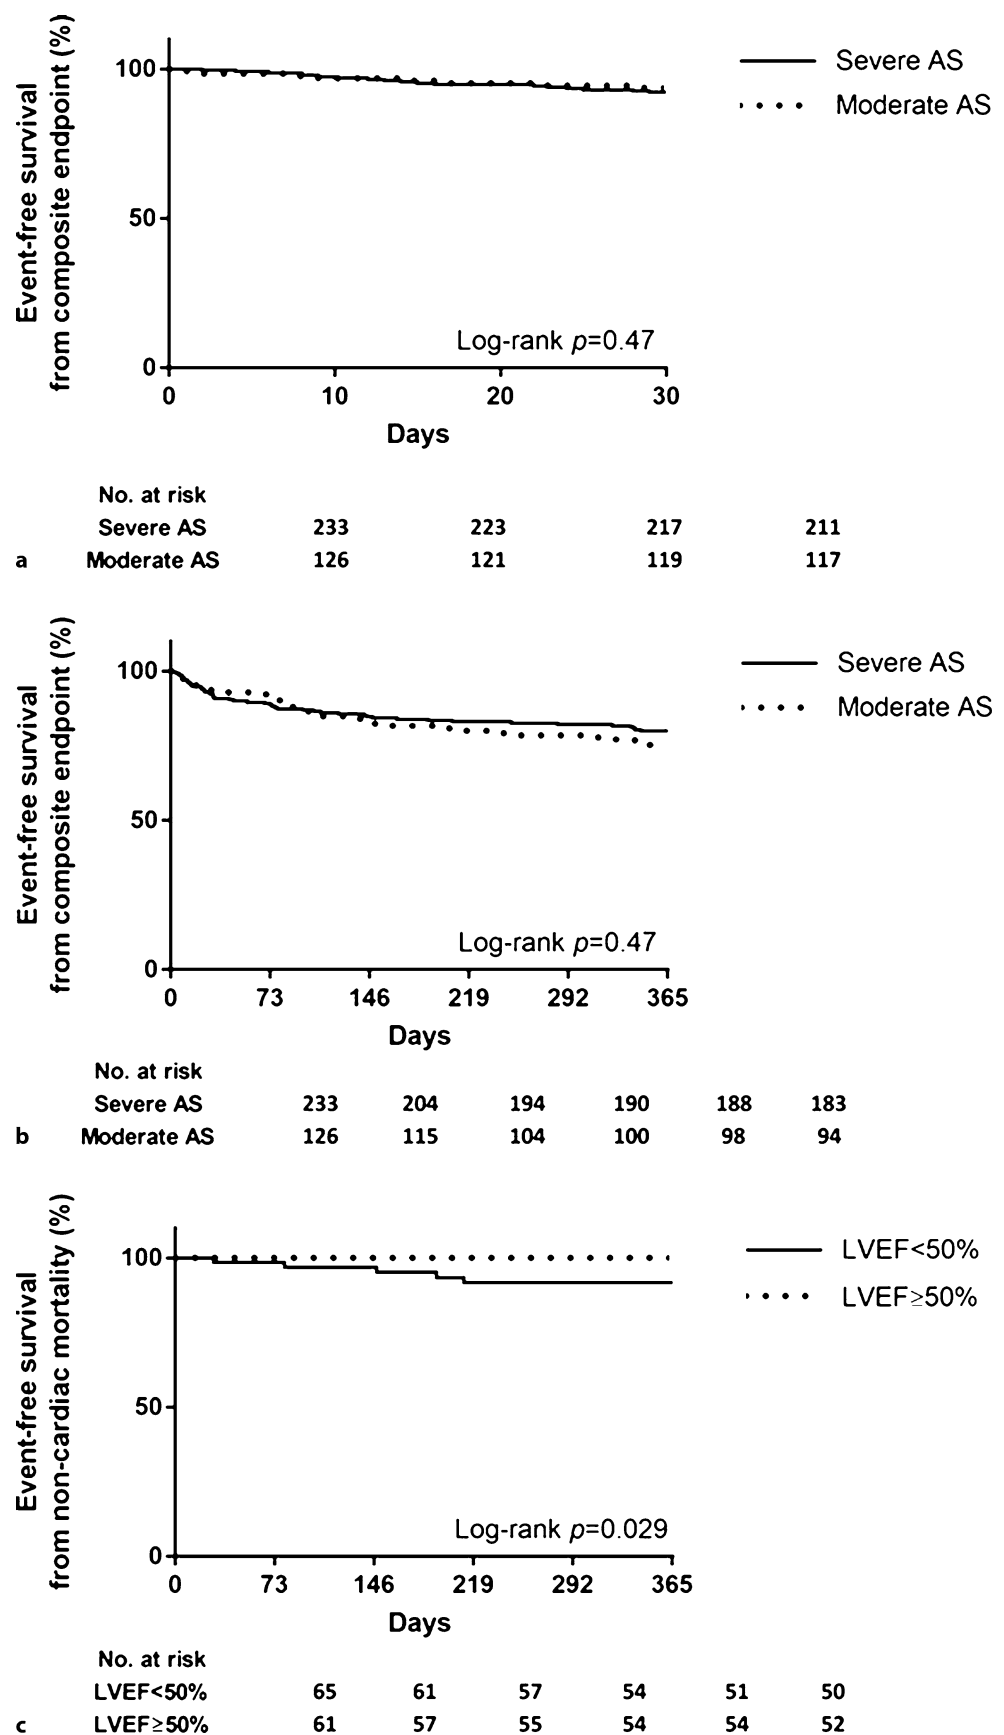 Event-free survival
from composite endpoint (%)
100
50
0
0 10 20 30
Days
Log-rank p=0.47
Severe AS
Moderate AS
No. at risk
Severe AS 233 223 217 211
a Moderate AS 126 121 119 117
Event-free survival
from composite endpoint (%)
100
50
0
0 73 146 219 292 365
Days
Log-rank p=0.47
Severe AS
Moderate AS
No. at risk
Severe AS 233 204 194 190 188 183
b Moderate AS 126 115 104 100 98 94
Event-free survival
from non-cardiac mortality (%)
100
50
0
0 73 146 219 292 365
Days
Log-rank p=0.029
LVEF<50%
LVEF≥50%
No. at risk
LVEF<50% 65 61 57 54 51 50
c LVEF≥50% 61 57 55 54 54 52